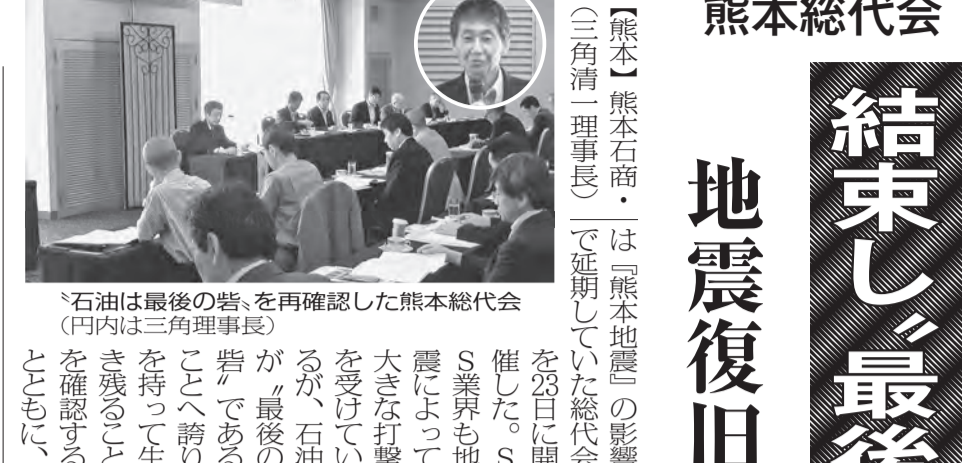 熊本総代会
結束し〝最後
地震復旧
【熊本】熊本石商・
(三角清一理事長)
は『熊本地震』の影響
で延期していた総代会
を23日に開
催した。S
S業界も地
震によって
大きな打撃
を受けてい
るが、石油
が〝最後の
砦〟である
ことへ誇り
を持って生
き残ること
を確認する
とともに、
〝石油は最後の砦〟を再確認した熊本総代会
(円内は三角理事長)